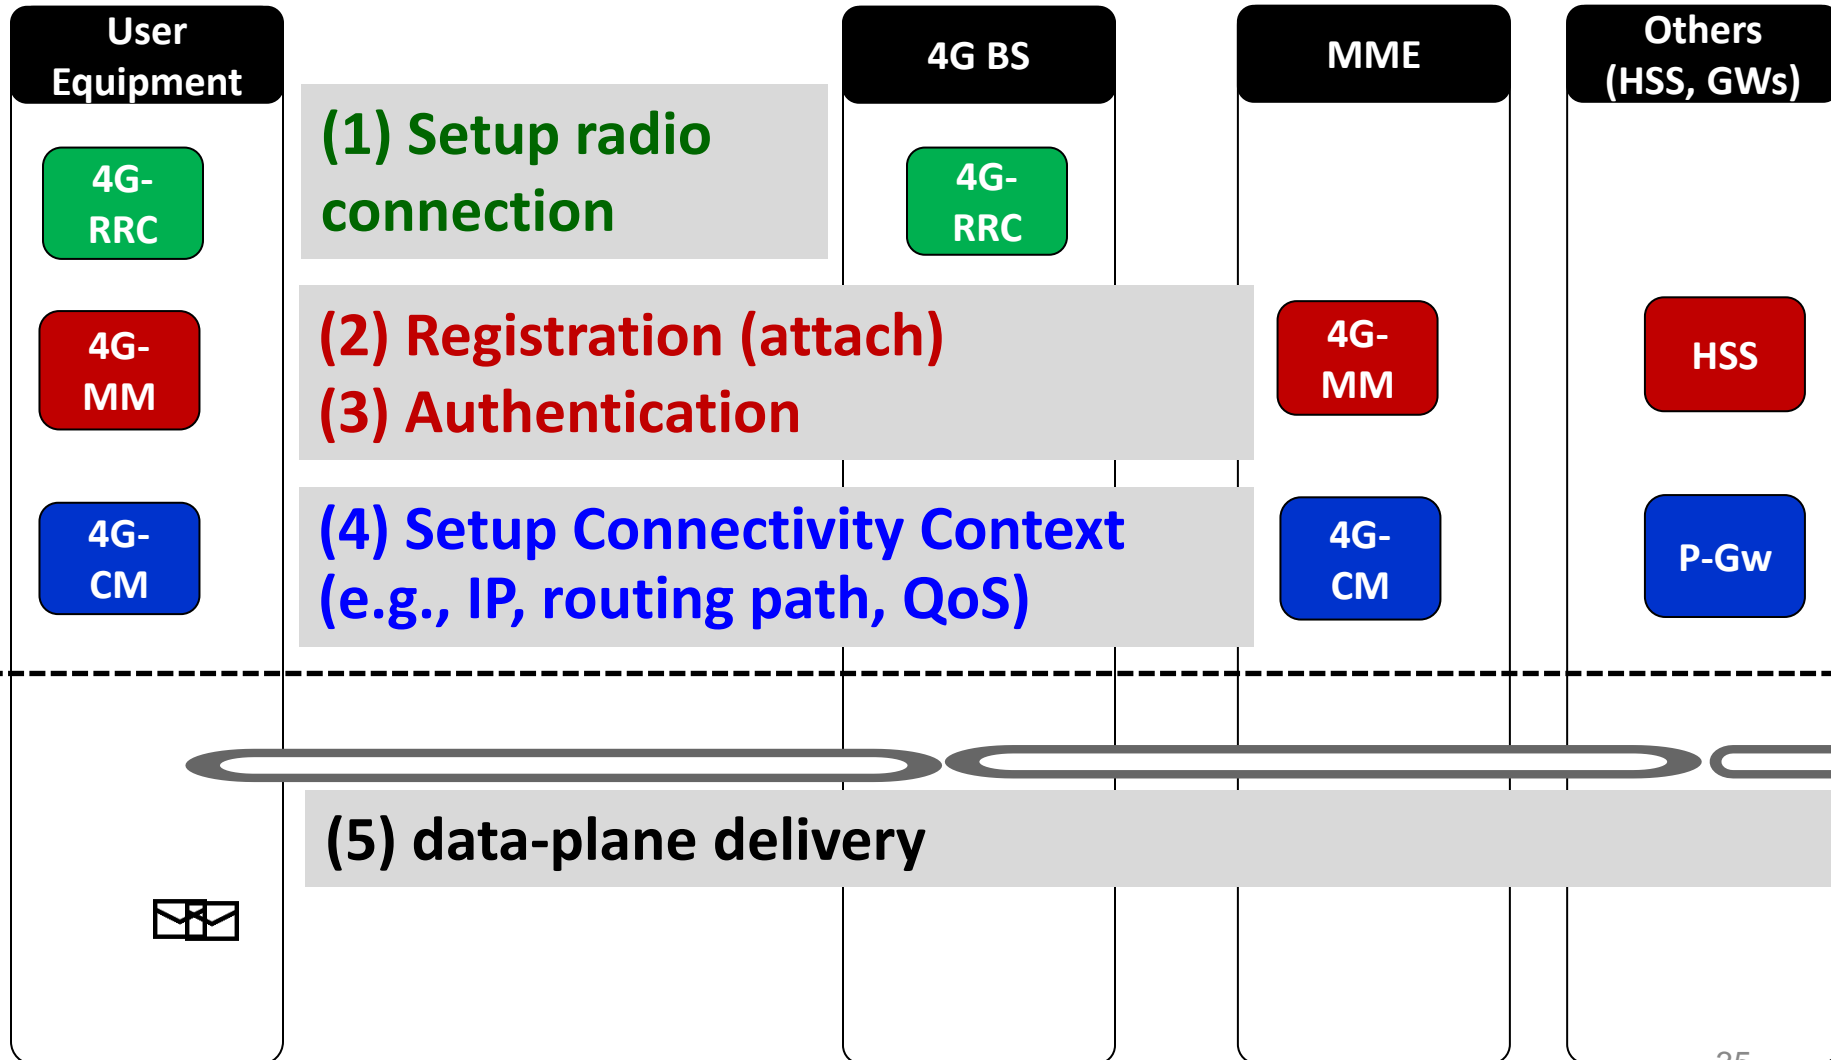 User
Equipment
4G BS
MME
Others
(HSS, GWs)
(1) Setup radio
connection
4G-
RRC
4G-
RRC
(2) Registration (attach)
(3) Authentication
4G-
MM
4G-
MM
HSS
(4) Setup Connectivity Context
(e.g., IP, routing path, QoS)
4G-
CM
4G-
CM
P-Gw
(5) data-plane delivery